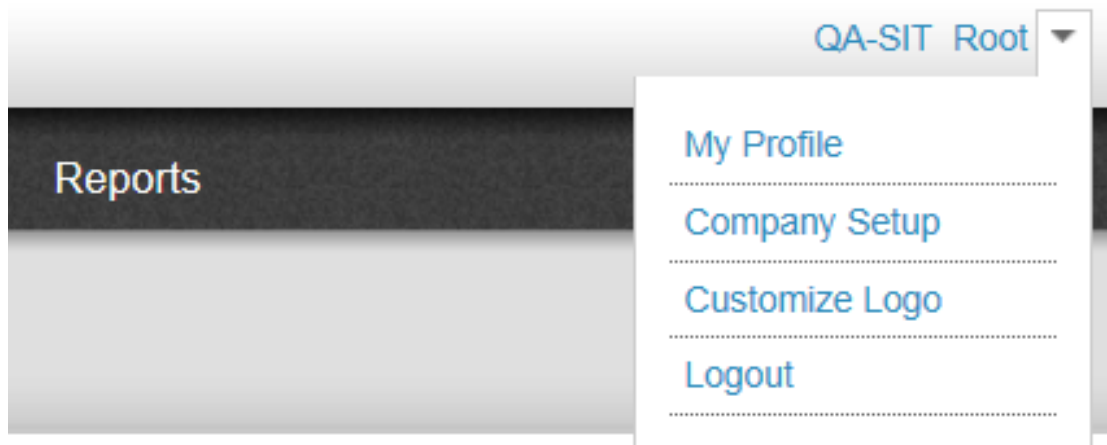 QA-SIT Root
Reports
My Profile
Company Setup
Customize Logo
Logout